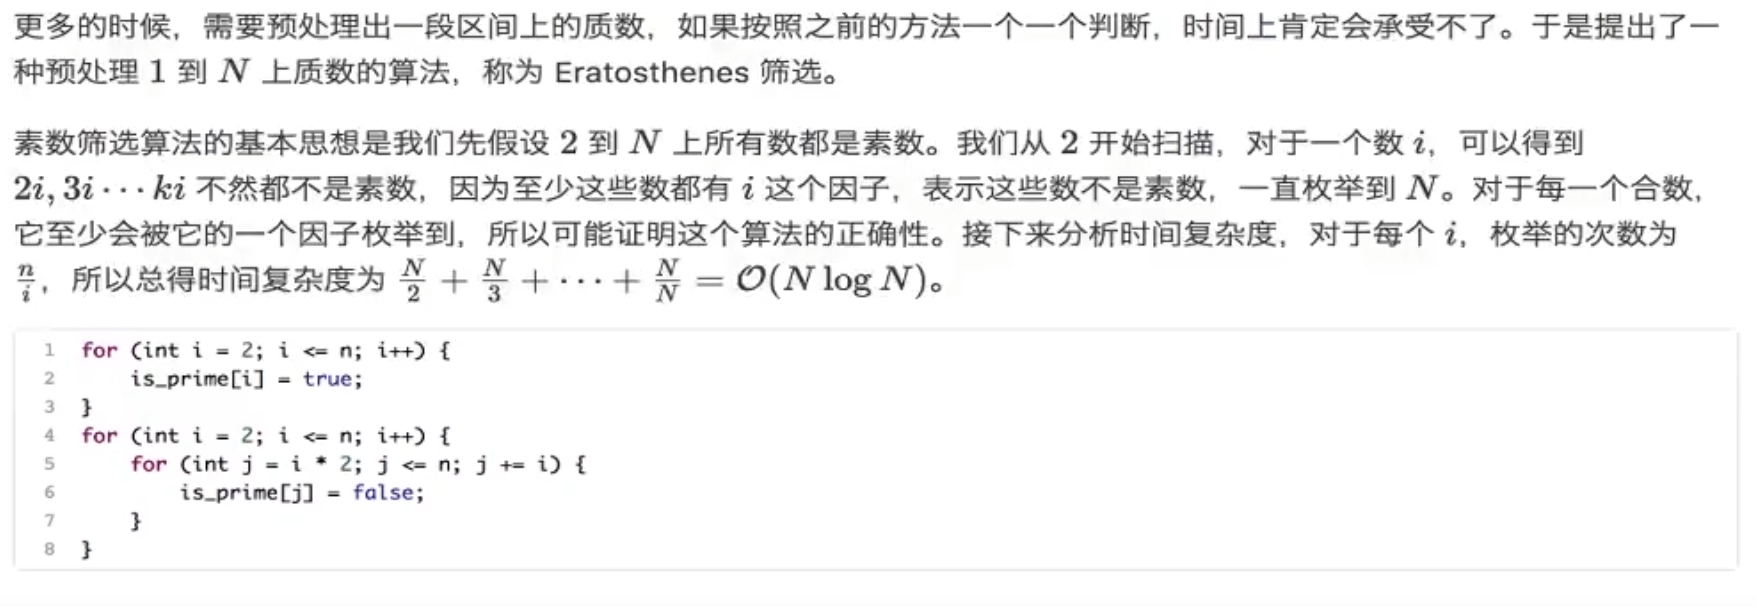 更多的时候，需要预处理出一段区间上的质数，如果按照之前的方法一个一个判断，时间上肯定会承受不了。于是提出了一
种预处理 1 到 N 上质数的算法，称为 Eratosthenes 筛选。
素数筛选算法的基本思想是我们先假设 2 到 N 上所有数都是素数。我们从 2 开始扫描，对于一个数 i，可以得到
2i, 3i ⋯ ki 不然都不是素数，因为至少这些数都有 i 这个因子，表示这些数不是素数，一直枚举到 N。对于每一个合数，
它至少会被它的一个因子枚举到，所以可能证明这个算法的正确性。接下来分析时间复杂度，对于每个 i，枚举的次数为
n/i，所以总得时间复杂度为 N/2 + N/3 + ⋯ + N/N = O(N log N)。
1 for (int i = 2; i <= n; i++) {
2     is_prime[i] = true;
3 }
4 for (int i = 2; i <= n; i++) {
5     for (int j = i * 2; j <= n; j += i) {
6         is_prime[j] = false;
7     }
8 }